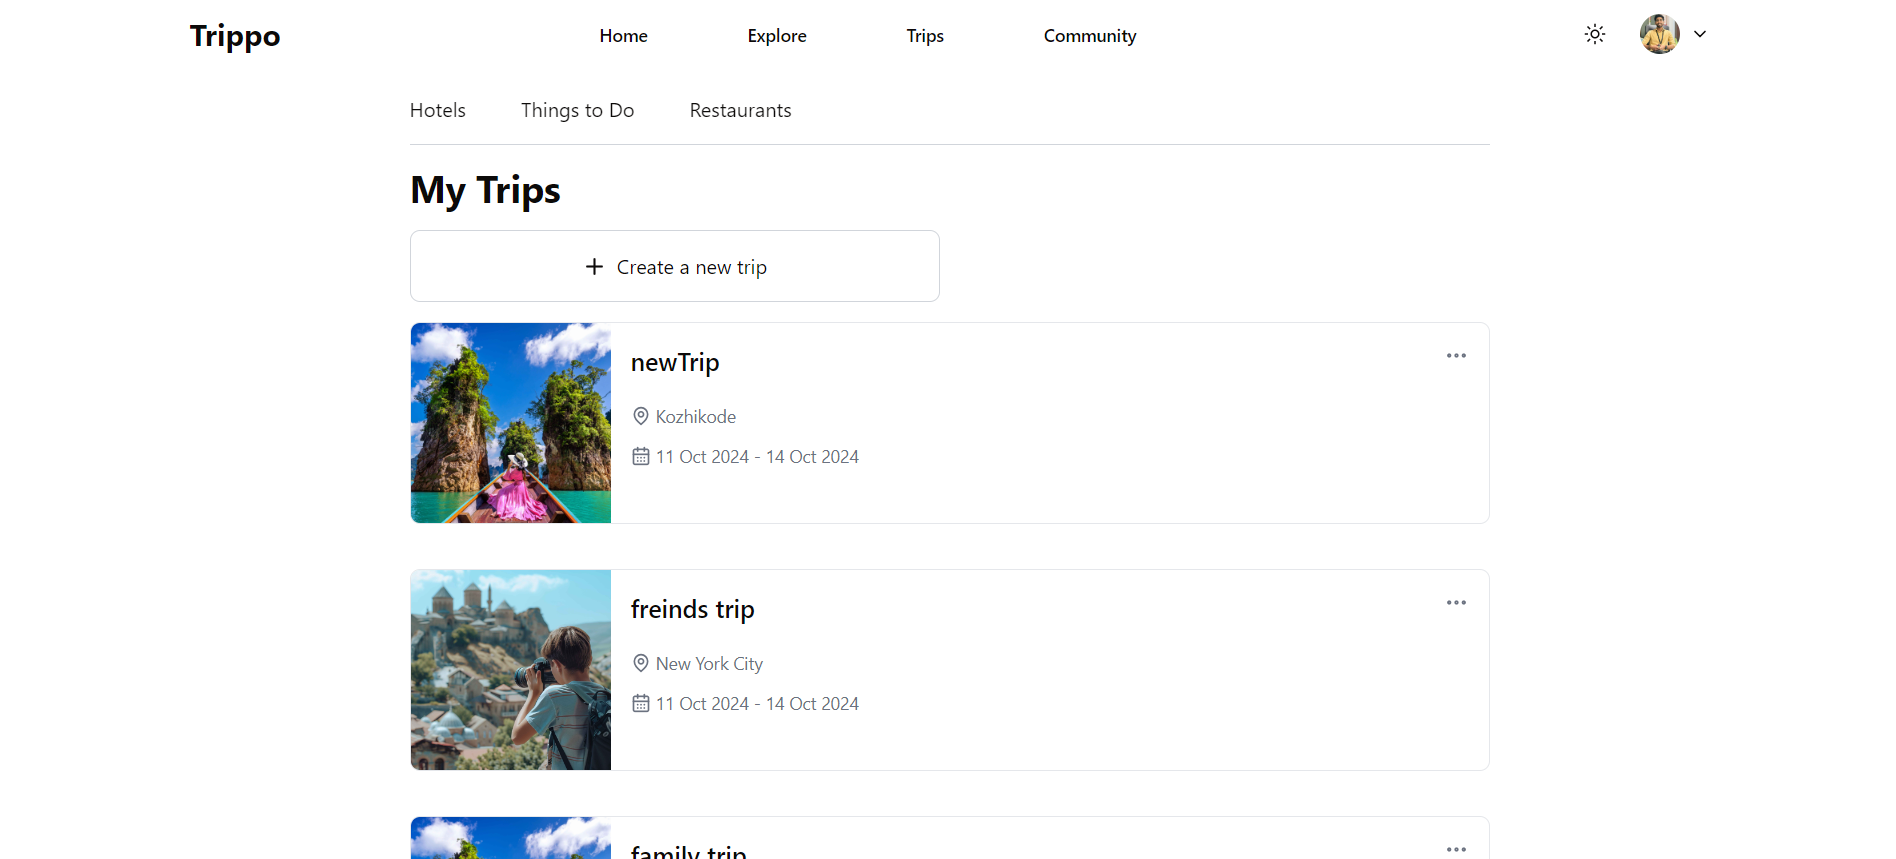 Trippo
Home
Explore
Trips
Community
Hotels
Things to Do
Restaurants
My Trips
Create a new trip
newTrip
Kozhikode
11 Oct 2024 - 14 Oct 2024
freinds trip
New York City
11 Oct 2024 - 14 Oct 2024
family trip